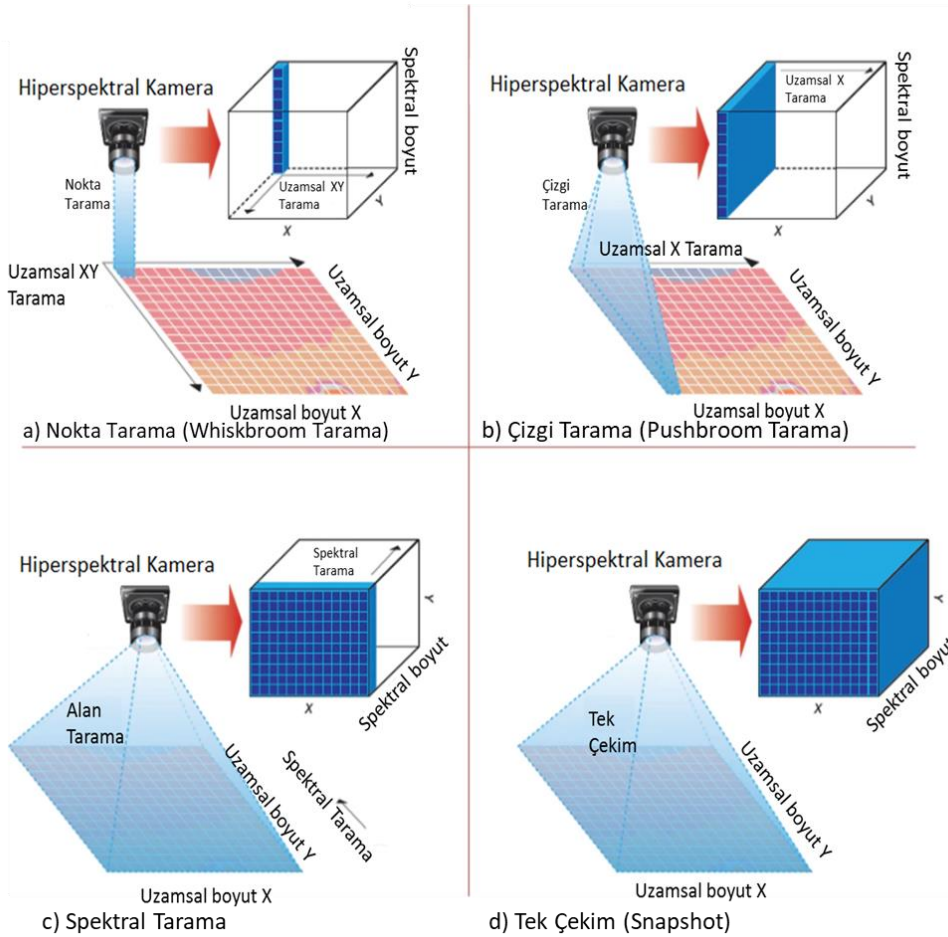 Hiperspektral Kamera
Spektral boyut
Nokta
Tarama
Uzamsal XY
Tarama
Y
X
Uzamsal XY
Tarama
Uzamsal boyut Y
Uzamsal boyut X
a) Nokta Tarama (Whiskbroom Tarama)
Hiperspektral Kamera
Uzamsal X
Tarama
Spektral boyut
Çizgi
Tarama
Y
X
Uzamsal X Tarama
Uzamsal boyut Y
Uzamsal boyut X
b) Çizgi Tarama (Pushbroom Tarama)
Hiperspektral Kamera
Spektral
Tarama
Y
X
Spektral boyut
Alan
Tarama
Uzamsal boyut Y
Spektral Tarama
Uzamsal boyut X
c) Spektral Tarama
Hiperspektral Kamera
Y
X
Spektral boyut
Tek
Çekim
Uzamsal boyut Y
Uzamsal boyut X
d) Tek Çekim (Snapshot)